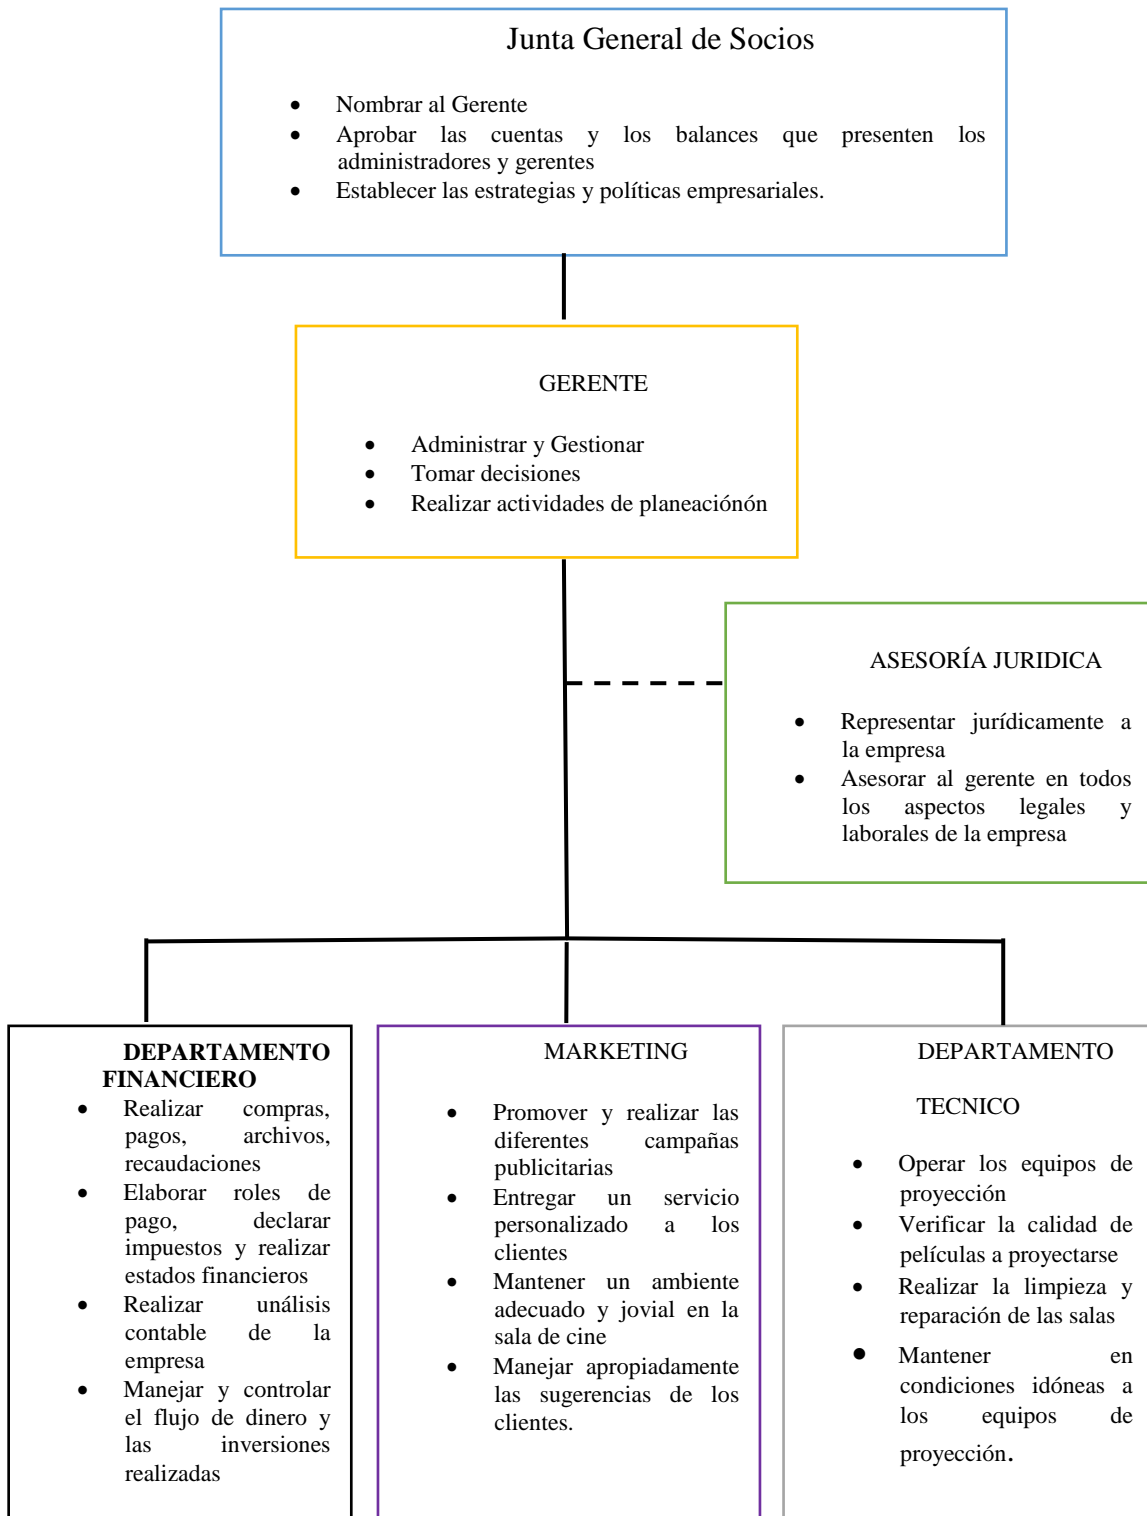 Junta General de Socios
• Nombrar al Gerente
• Aprobar las cuentas y los balances que presenten los
administradores y gerentes
• Establecer las estrategias y políticas empresariales.
GERENTE
• Administrar y Gestionar
• Tomar decisiones
• Realizar actividades de planeaciónón
ASESORÍA JURIDICA
• Representar jurídicamente a
la empresa
• Asesorar al gerente en todos
los aspectos legales y
laborales de la empresa
DEPARTAMENTO
FINANCIERO
• Realizar compras,
pagos, archivos,
recaudaciones
• Elaborar roles de
pago, declarar
impuestos y realizar
estados financieros
• Realizar unálisis
contable de la
empresa
• Manejar y controlar
el flujo de dinero y
las inversiones
realizadas
MARKETING
• Promover y realizar las
diferentes campañas
publicitarias
• Entregar un servicio
personalizado a los
clientes
• Mantener un ambiente
adecuado y jovial en la
sala de cine
• Manejar apropiadamente
las sugerencias de los
clientes.
DEPARTAMENTO
TECNICO
• Operar los equipos de
proyección
• Verificar la calidad de
películas a proyectarse
• Realizar la limpieza y
reparación de las salas
• Mantener en
condiciones idóneas a
los equipos de
proyección.